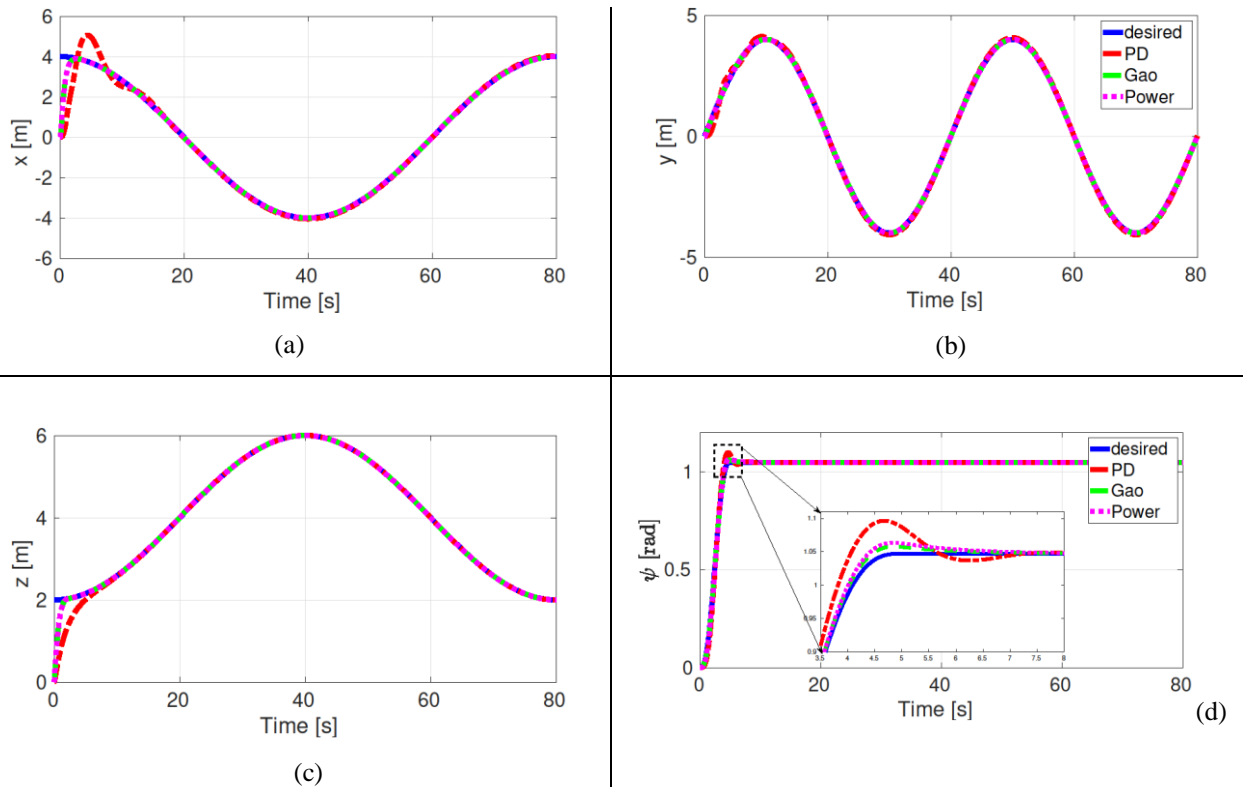 6
4
2
0
-2
-4
-6
x [m]
0 20 40 60 80
Time [s]
(a)
5
0
-5
y [m]
0 20 40 60 80
Time [s]
desired
PD
Gao
Power
(b)
6
4
2
0
z [m]
0 20 40 60 80
Time [s]
(c)
1
0.5
0
ψ [rad]
0 20 40 60 80
Time [s]
desired
PD
Gao
Power
1.1
1.05
1
0.95
0.9
3.5 4 4.5 5 5.5 6 6.5 7 7.5 8
(d)